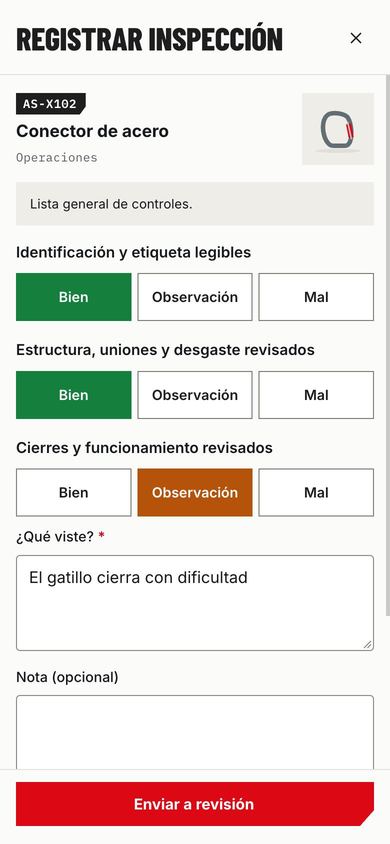 REGISTRAR INSPECCIÓN
AS-X102
Conector de acero
Operaciones
Lista general de controles.
Identificación y etiqueta legibles
Bien Observación Mal
Estructura, uniones y desgaste revisados
Bien Observación Mal
Cierres y funcionamiento revisados
Bien Observación Mal
¿Qué viste? *
El gatillo cierra con dificultad
Nota (opcional)
Enviar a revisión